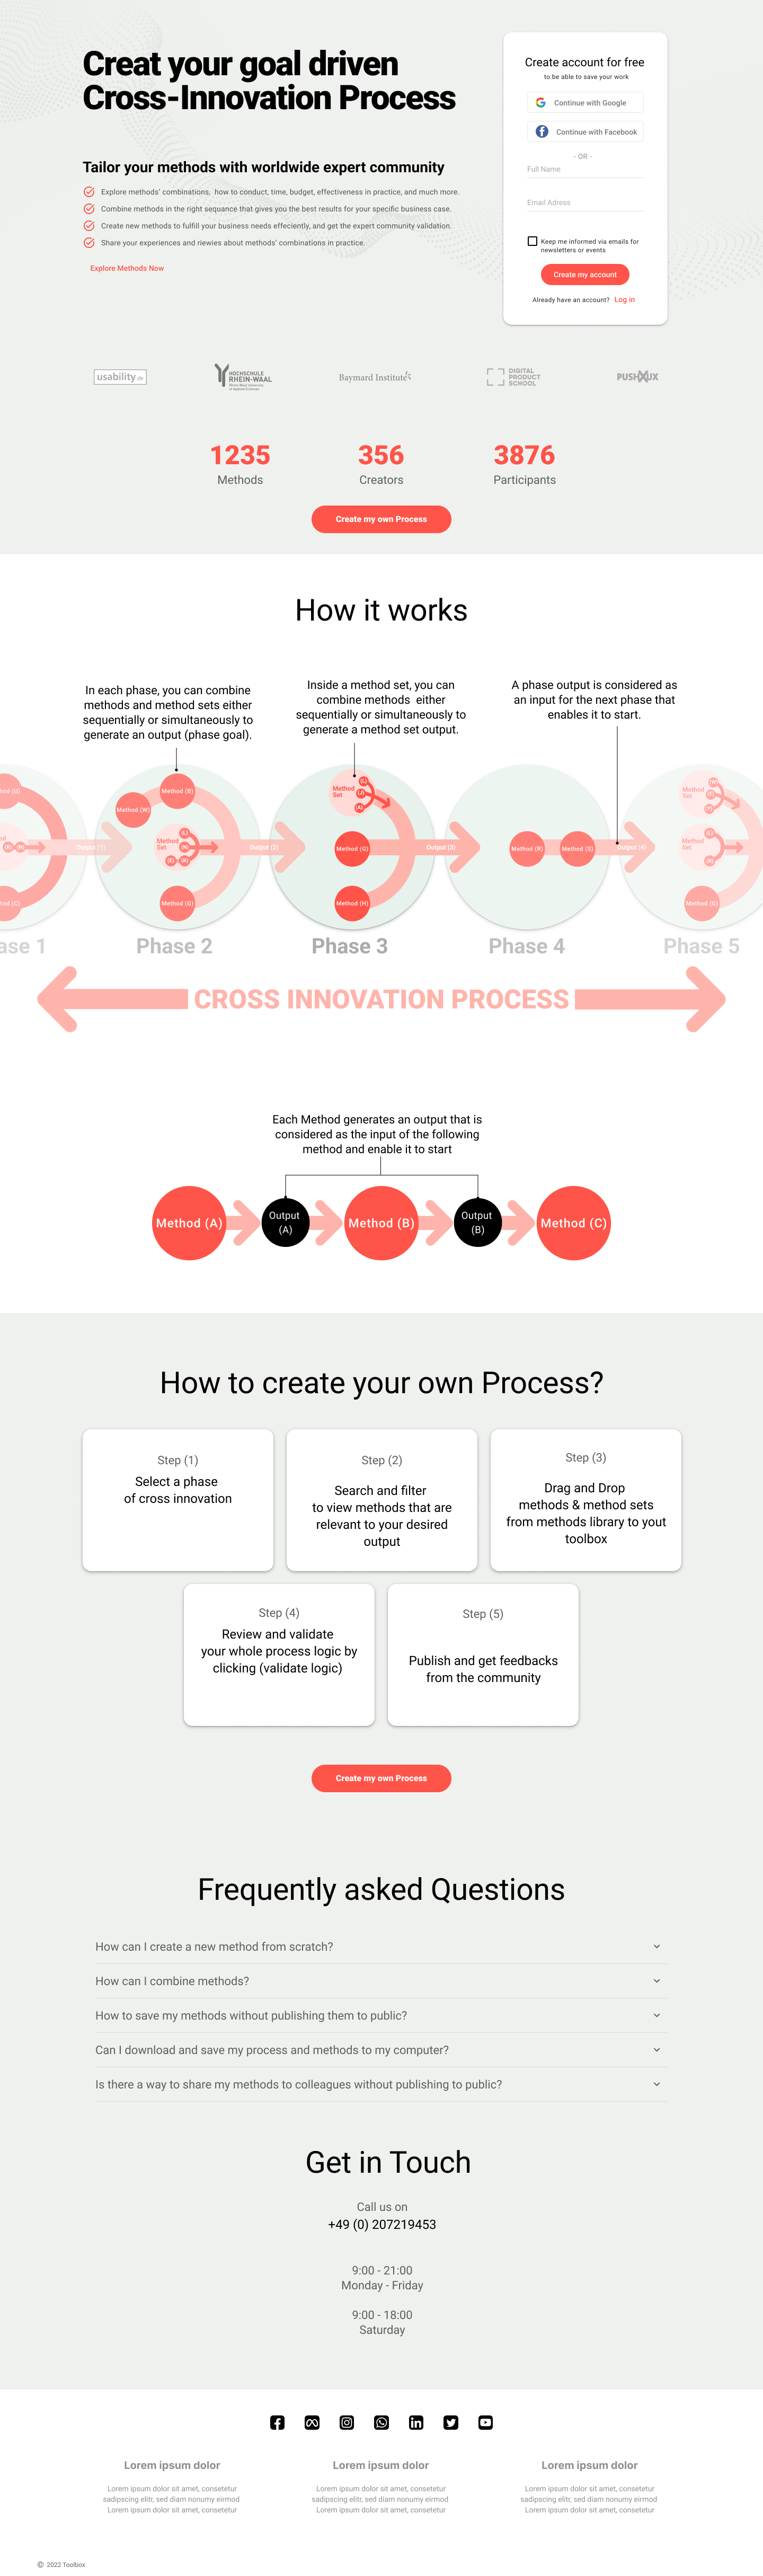 Creat your goal driven
Cross-Innovation Process
Tailor your methods with worldwide expert community
Explore methods' combinations, how to conduct, time, budget, effectiveness in practice, and much more.
Combine methods in the right sequence that gives you the best results for your specific business case.
Create new methods to fulfill your business needs effeciently, and get the expert community validation.
Share your experiences and riewies about methods' combinations in practice.
Explore Methods Now
Create account for free
to be able to save your work
Continue with Google
Continue with Facebook
- OR -
Full Name
Email Adress
Keep me informed via emails for
newsletters or events
Create my account
Already have an account? Log in
usability.de
HOCHSCHULE
RHEIN-WAAL
Rhine-Waal University
of Applied Sciences
Baymard Institute
DIGITAL
PRODUCT
SCHOOL
PUSH UX
1235
Methods
356
Creators
3876
Participants
Create my own Process
How it works
In each phase, you can combine
methods and method sets either
sequentially or simultaneously to
generate an output (phase goal).
Inside a method set, you can
combine methods either
sequentially or simultaneously to
generate a method set output.
A phase output is considered as
an input for the next phase that
enables it to start.
hod (U)
(H)
hod (C)
Output (1)
ase 1
Method (B)
Method (W)
Method
Set
(L)
Method (G)
Output (2)
Phase 2
Method
Set
(L)
(J)
(A)
Method (Q)
Method (H)
Output (3)
Phase 3
Method (R)
Method (S)
Output (4)
Phase 4
Method
Set
Method
Set
(L)
Method (G)
Phase 5
CROSS INNOVATION PROCESS
Each Method generates an output that is
considered as the input of the following
method and enable it to start
Method (A)
Output
(A)
Method (B)
Output
(B)
Method (C)
How to create your own Process?
Step (1)
Select a phase
of cross innovation
Step (2)
Search and filter
to view methods that are
relevant to your desired
output
Step (3)
Drag and Drop
methods & method sets
from methods library to yout
toolbox
Step (4)
Review and validate
your whole process logic by
clicking (validate logic)
Step (5)
Publish and get feedbacks
from the community
Create my own Process
Frequently asked Questions
How can I create a new method from scratch?
How can I combine methods?
How to save my methods without publishing them to public?
Can I download and save my process and methods to my computer?
Is there a way to share my methods to colleagues without publishing to public?
Get in Touch
Call us on
+49 (0) 207219453
9:00 - 21:00
Monday - Friday
9:00 - 18:00
Saturday
Lorem ipsum dolor
Lorem ipsum dolor sit amet, consetetur
sadipscing elitr, sed diam nonumy eirmod
Lorem ipsum dolor sit amet, consetetur
Lorem ipsum dolor
Lorem ipsum dolor sit amet, consetetur
sadipscing elitr, sed diam nonumy eirmod
Lorem ipsum dolor sit amet, consetetur
Lorem ipsum dolor
Lorem ipsum dolor sit amet, consetetur
sadipscing elitr, sed diam nonumy eirmod
Lorem ipsum dolor sit amet, consetetur
© 2022 Toolbox